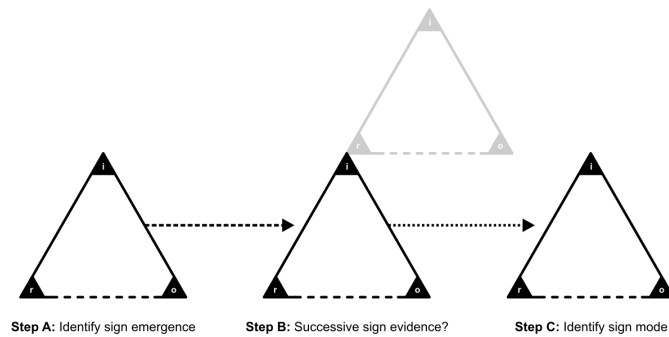 i
r o
i i i
r o r o r o
Step A: Identify sign emergence Step B: Successive sign evidence? Step C: Identify sign mode